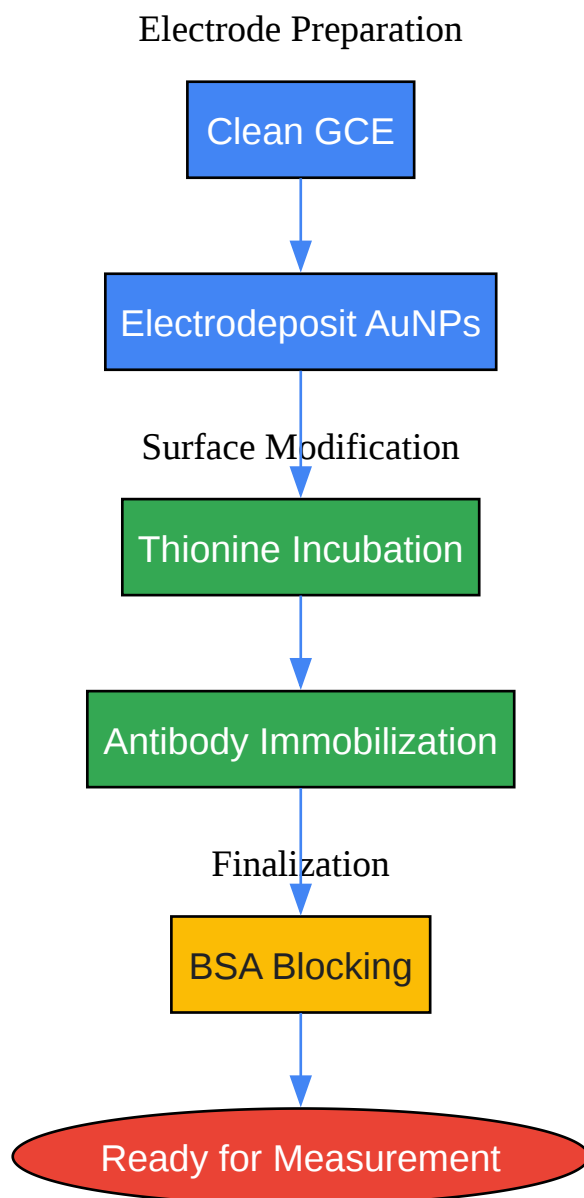 Electrode Preparation
Clean GCE
Electrodeposit AuNPs
Surface Modification
Thionine Incubation
Antibody Immobilization
Finalization
BSA Blocking
Ready for Measurement